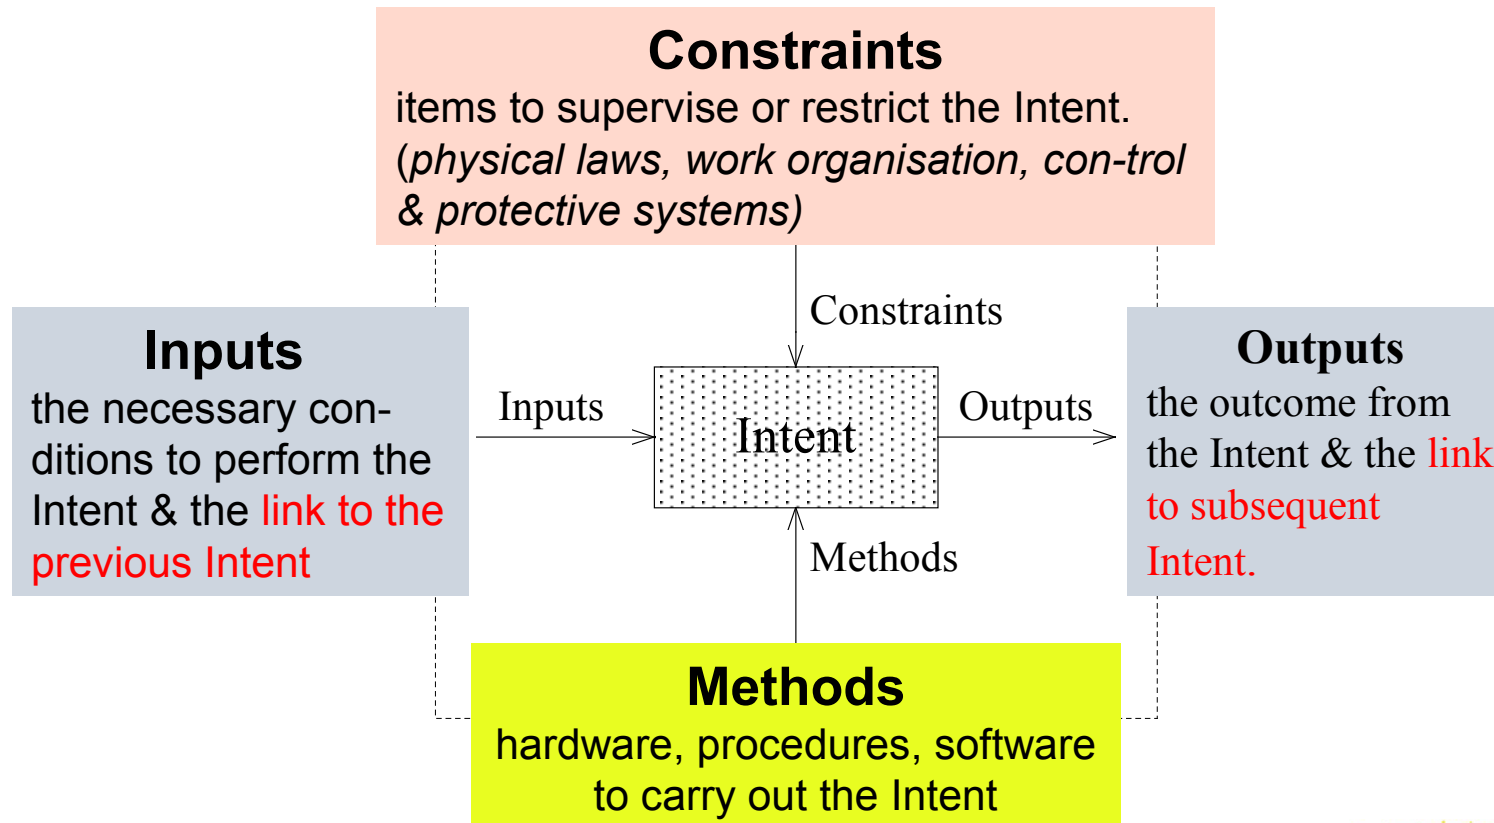 Constraints
items to supervise or restrict the Intent.
(physical laws, work organisation, con-trol
& protective systems)
Constraints
Inputs
the necessary con-
ditions to perform the
Intent & the link to the
previous Intent
Inputs
Intent
Outputs
Outputs
the outcome from
the Intent & the link
to subsequent
Intent.
Methods
Methods
hardware, procedures, software
to carry out the Intent